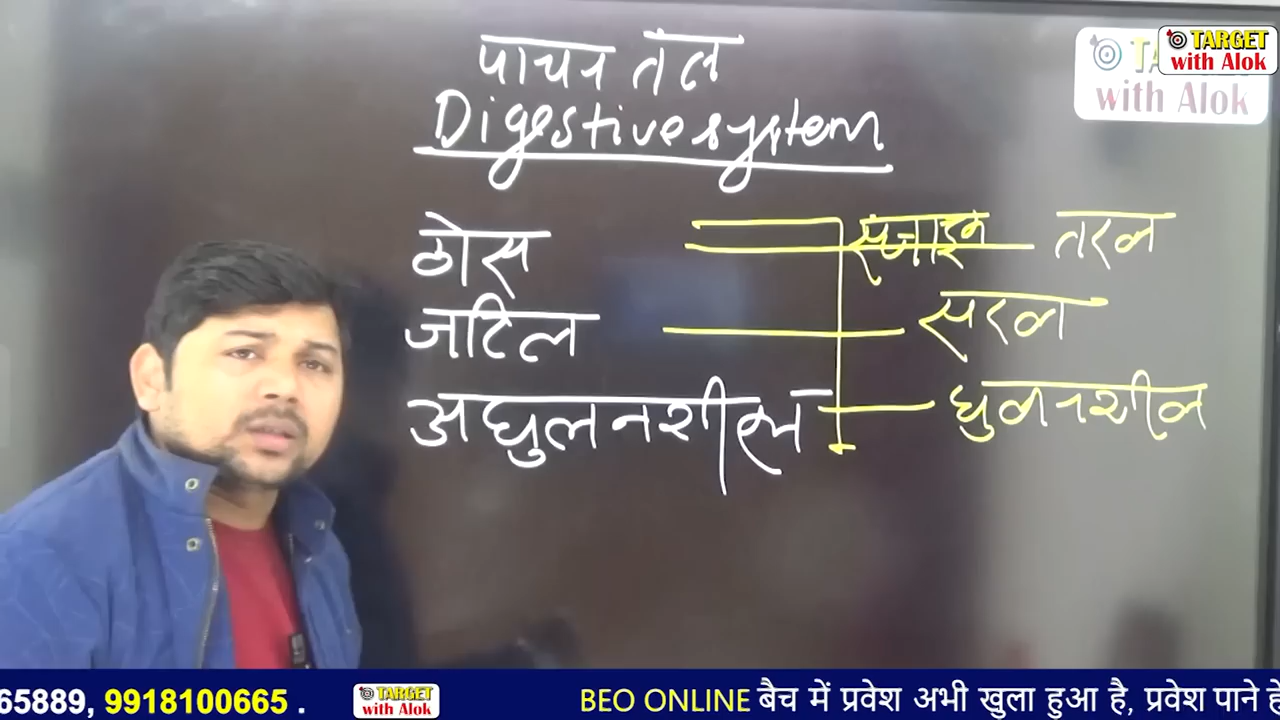 पाचन तंत्र
Digestive system
ठोस एंजाइम तरल
जटिल सरल
अघुलनशील घुलनशील
TARGET
with Alok
with Alok
65889, 9918100665 .
TARGET
with Alok
BEO ONLINE बैच में प्रवेश अभी खुला हुआ है, प्रवेश पाने हे